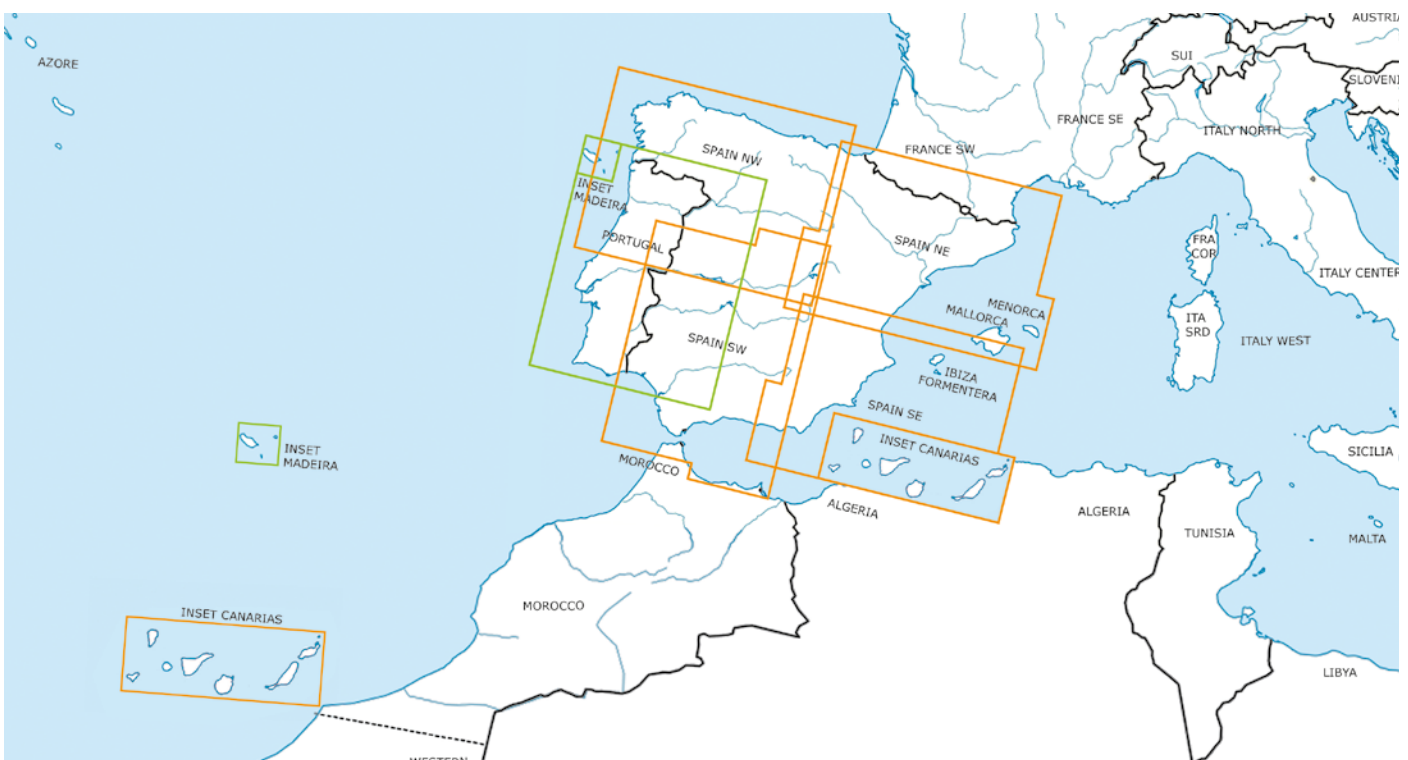 AUSTRIA
AZORE
SUI
SLOVENI
FRANCE SE
ITALY NORTH
SPAIN NW
FRANCE SW
INSET
MADEIRA
PORTUGAL
SPAIN NE
FRA
COR
ITALY CENTER
MENORCA
MALLORCA
ITA
SRD
SPAIN SW
ITALY WEST
IBIZA
FORMENTERA
SPAIN SE
INSET CANARIAS
INSET
MADEIRA
MOROCCO
SICILIA
ALGERIA
ALGERIA
TUNISIA
MALTA
MOROCCO
INSET CANARIAS
LIBYA
WESTERN